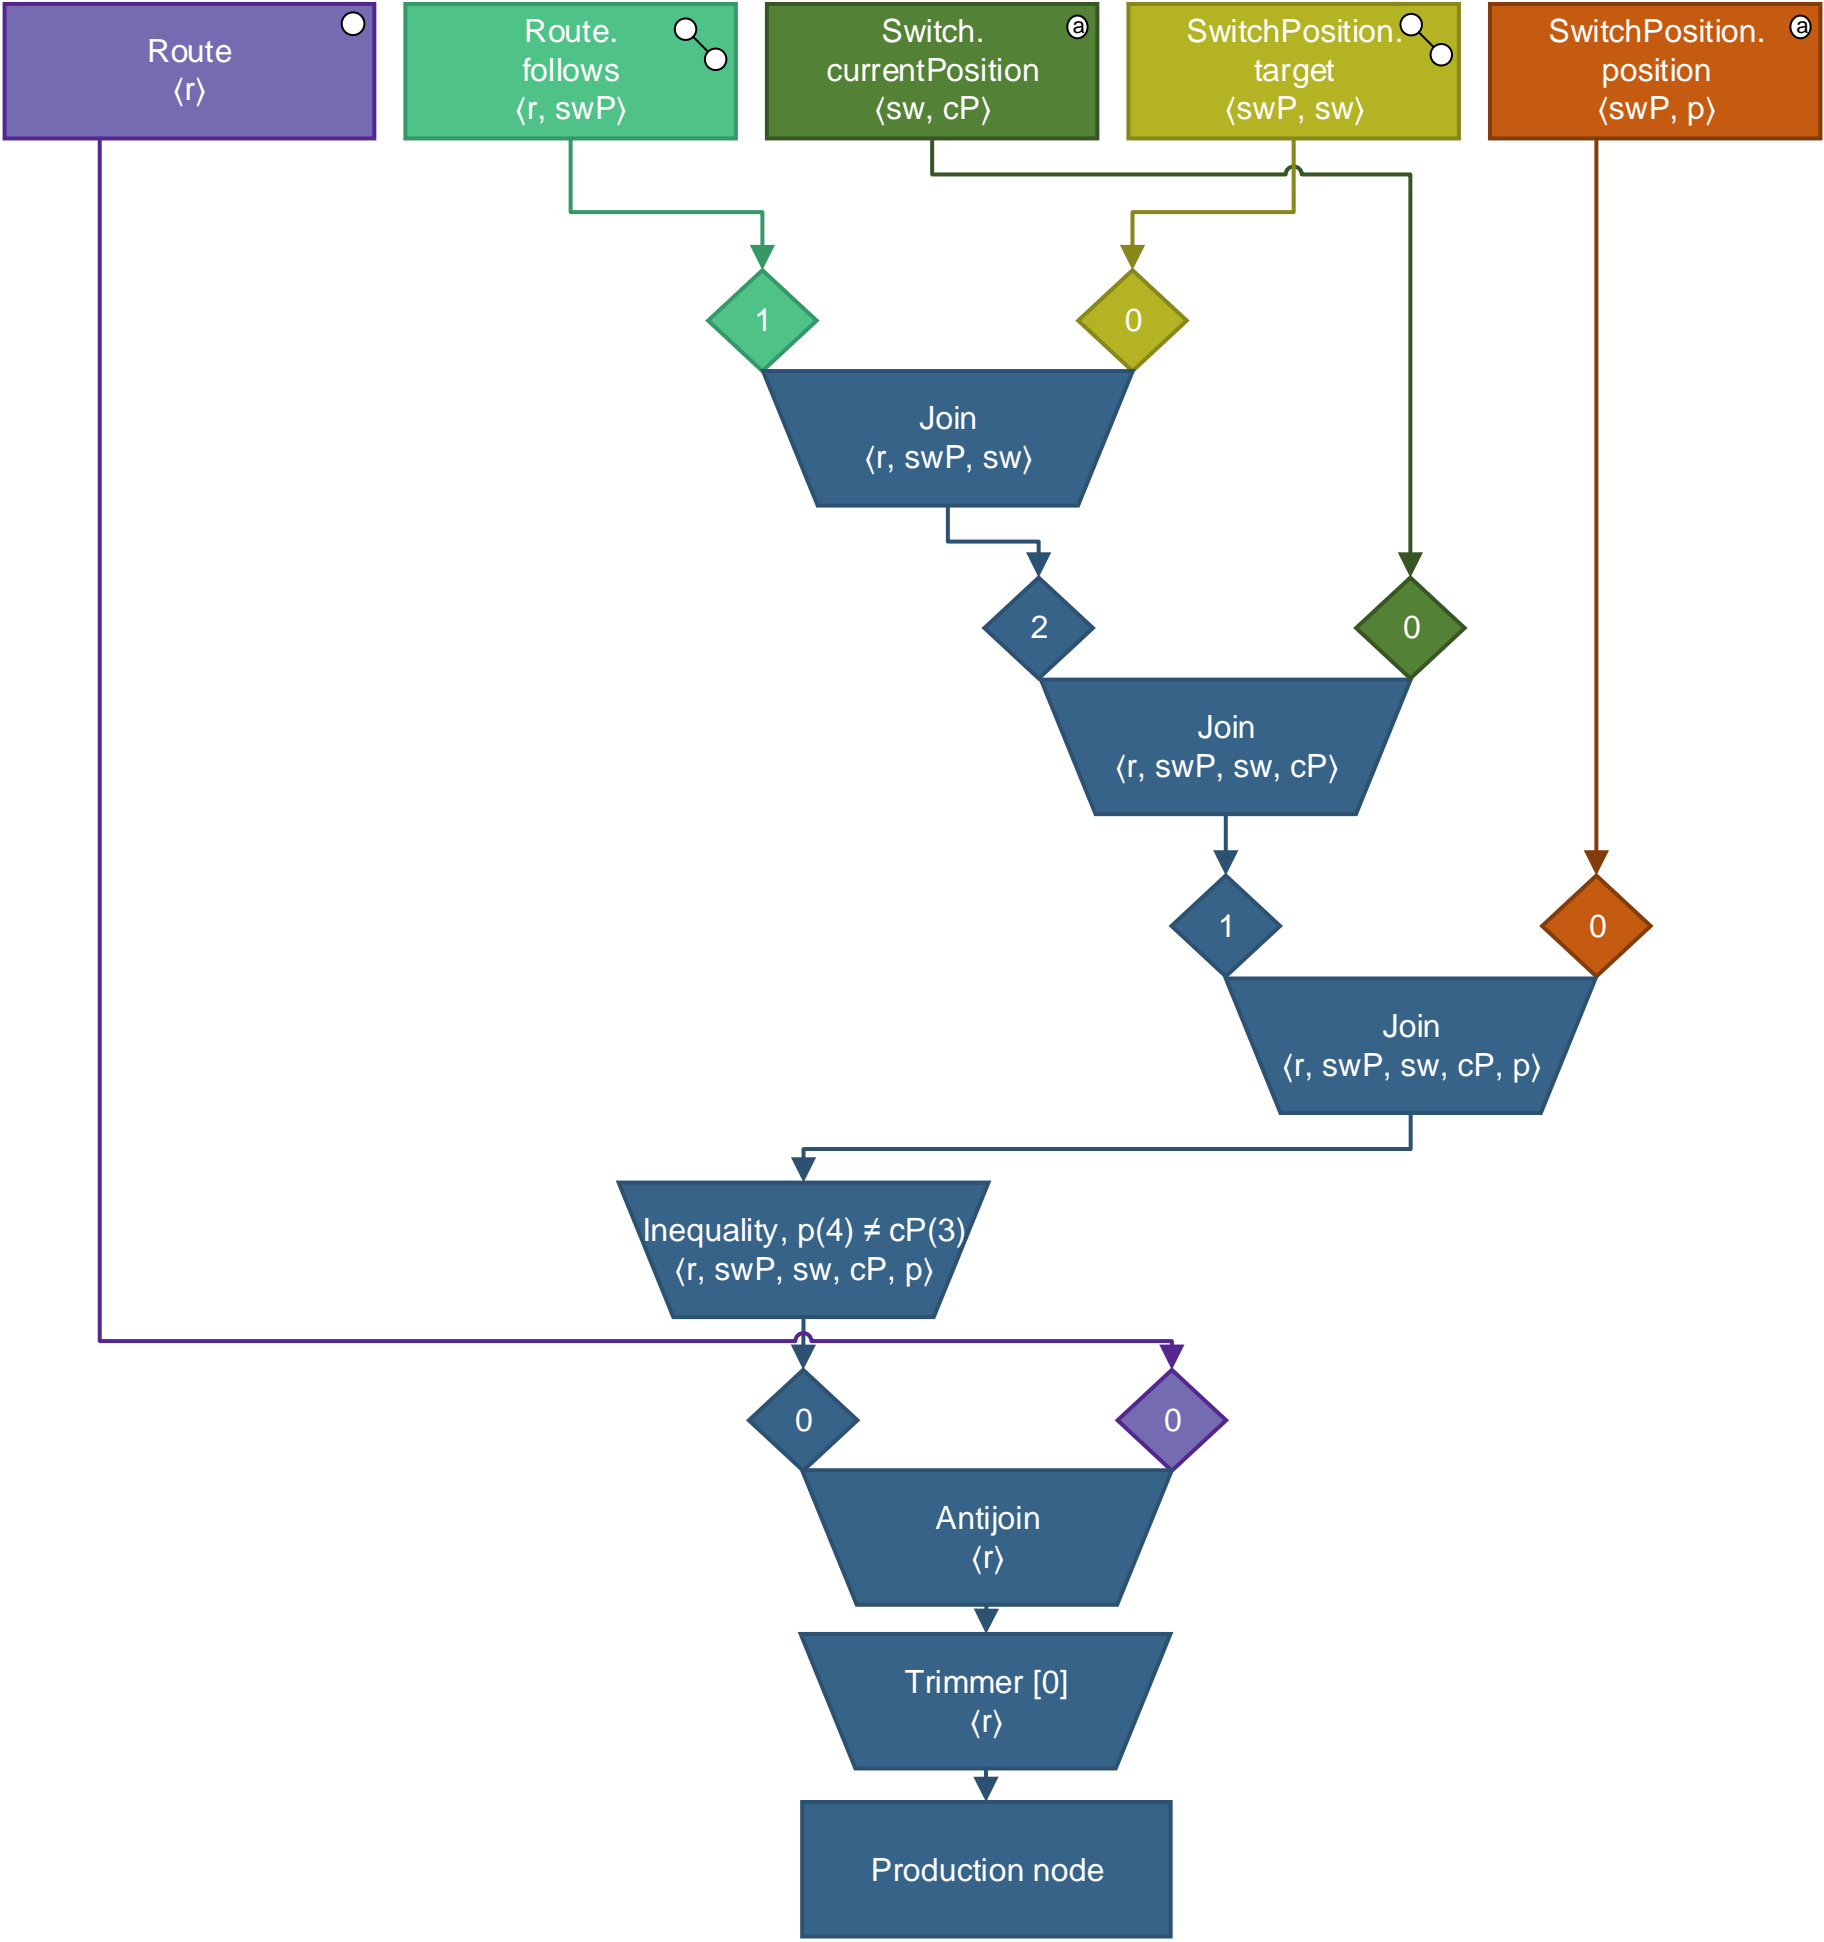 Route
⟨r⟩
Route.
follows
⟨r, swP⟩
Switch.
currentPosition
⟨sw, cP⟩
a
SwitchPosition.
target
⟨swP, sw⟩
SwitchPosition.
position
⟨swP, p⟩
a
1
0
Join
⟨r, swP, sw⟩
2
0
Join
⟨r, swP, sw, cP⟩
1
0
Join
⟨r, swP, sw, cP, p⟩
Inequality, p(4) ≠ cP(3)
⟨r, swP, sw, cP, p⟩
0
0
Antijoin
⟨r⟩
Trimmer [0]
⟨r⟩
Production node